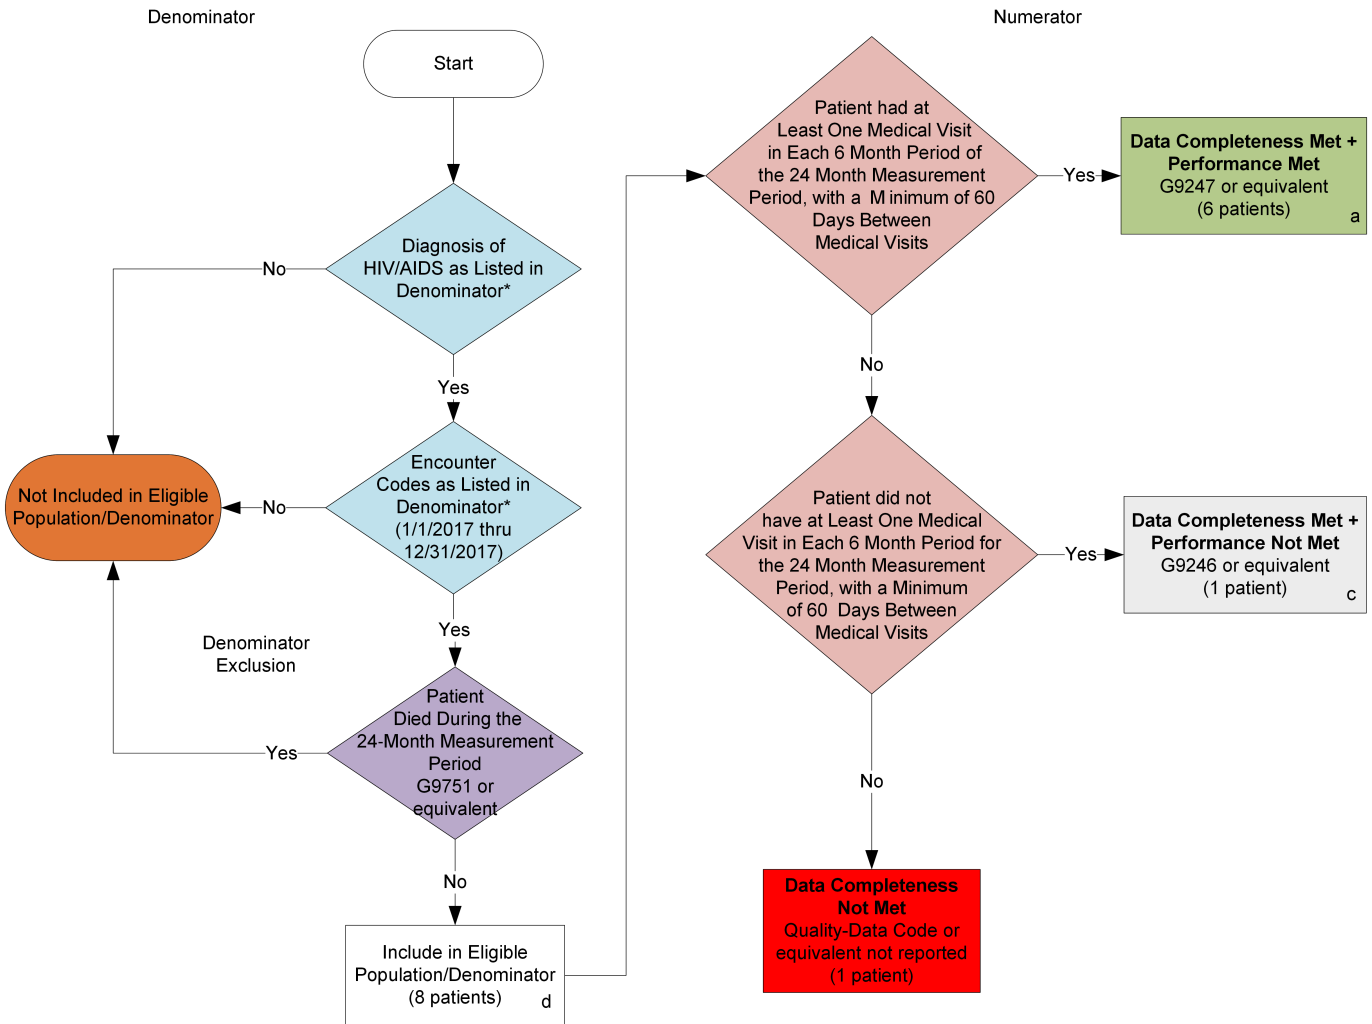 Denominator
Start
Diagnosis of
HIV/AIDS as Listed in
Denominator*
No
Yes
Encounter
Codes as Listed in
Denominator*
(1/1/2017 thru
12/31/2017)
No
Not Included in Eligible
Population/Denominator
Yes
Denominator
Exclusion
Patient
Died During the
24-Month Measurement
Period
G9751 or
equivalent
Yes
No
Include in Eligible
Population/Denominator
(8 patients)
d
Numerator
Patient had at
Least One Medical Visit
in Each 6 Month Period of
the 24 Month Measurement
Period, with a M inimum of 60
Days Between
Medical Visits
Yes
Data Completeness Met +
Performance Met
G9247 or equivalent
(6 patients)
a
No
Patient did not
have at Least One Medical
Visit in Each 6 Month Period for
the 24 Month Measurement
Period, with a Minimum
of 60 Days Between
Medical Visits
Yes
Data Completeness Met +
Performance Not Met
G9246 or equivalent
(1 patient)
c
No
Data Completeness
Not Met
Quality-Data Code or
equivalent not reported
(1 patient)